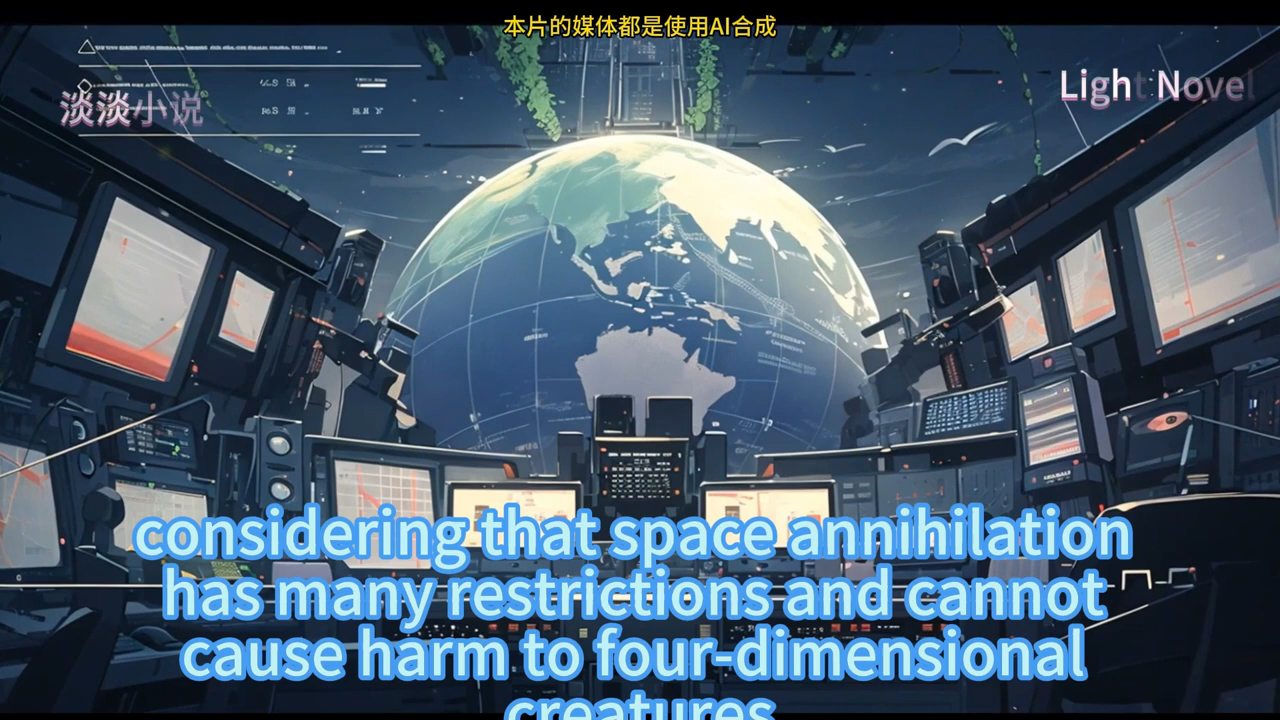 本片的媒体都是使用AI合成
淡淡小说
Light Novel
considering that space annihilation
has many restrictions and cannot
cause harm to four-dimensional
creatures